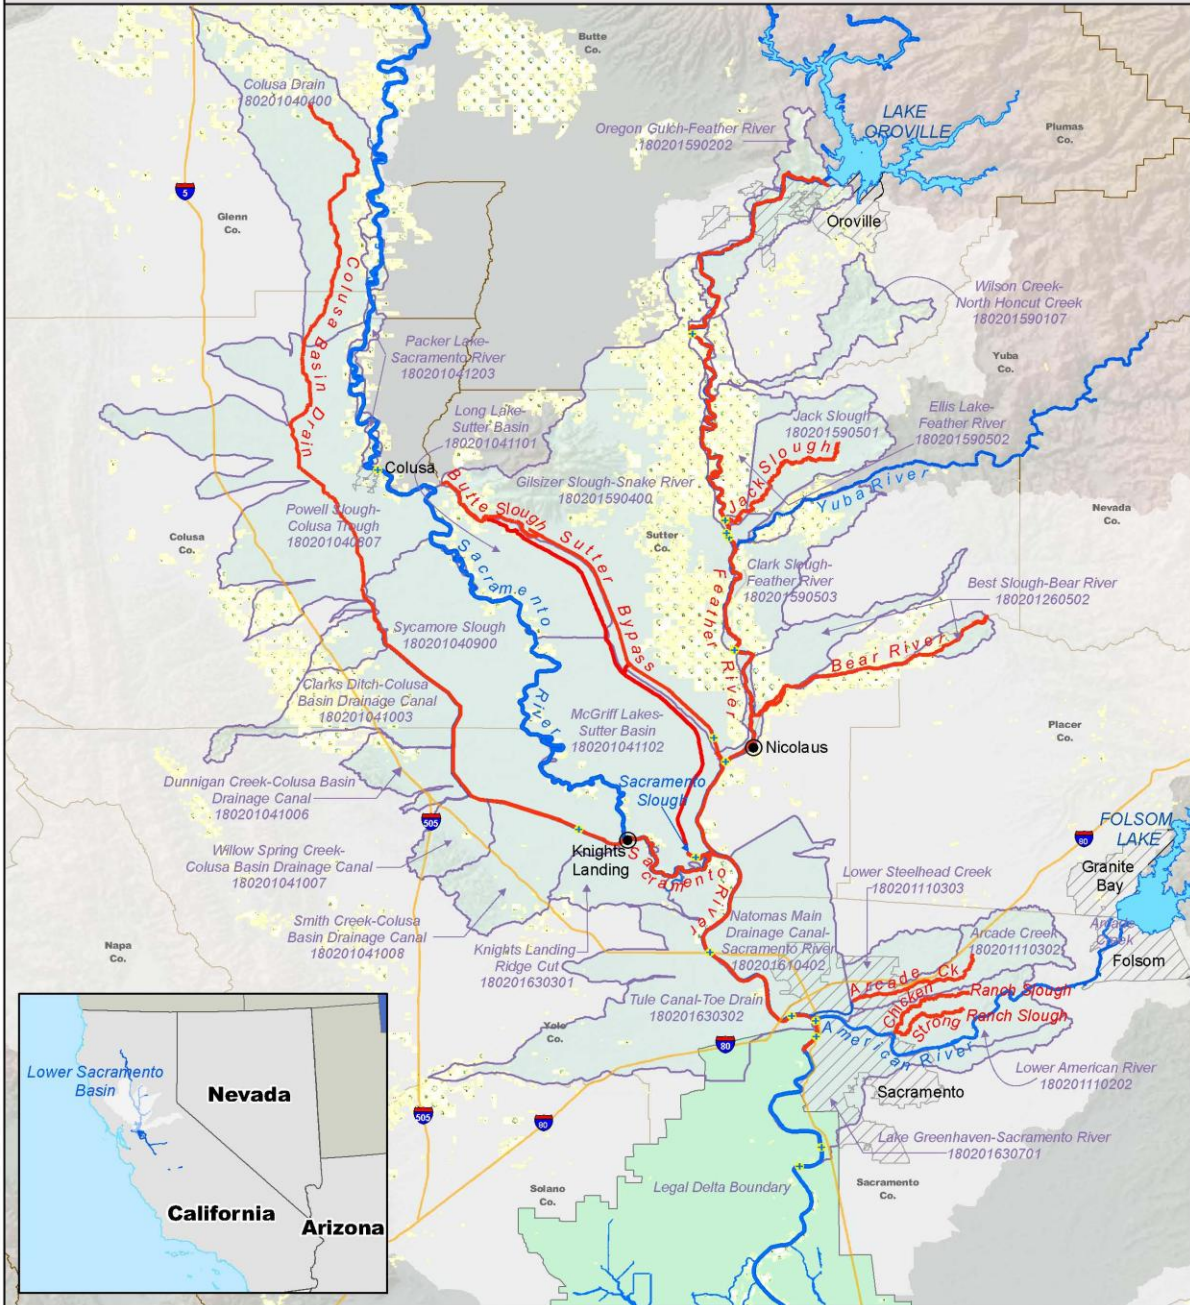 Butte
Co.
Colusa Drain
180201040400
LAKE
OROVILLE
Plumas
Co.
Oregon Gulch-Feather River
180201590202
5
Glenn
Co.
Oroville
Wilson Creek-
North Honcut Creek
180201590107
Colusa Basin Drain
Packer Lake-
Sacramento River
180201041203
Yuba
Co.
Long Lake-
Sutter Basin
180201041101
Jack Slough
180201590501
Ellis Lake-
Feather River
180201590502
Colusa
Jack Slough
Gilsizer Slough-Snake River
180201590400
Yuba River
Butte Slough
Sutter Bypass
Powell Slough-
Colusa Trough
180201040807
Colusa
Co.
Sutter
Co.
Nevada
Co.
Sacramento River
Clark Slough-
Feather River
180201590503
Feather River
Best Slough-Bear River
180201260502
Sycamore Slough
180201040900
Bear River
Clarks Ditch-Colusa
Basin Drainage Canal
180201041003
McGriff Lakes-
Sutter Basin
180201041102
Placer
Co.
Nicolaus
Dunnigan Creek-Colusa Basin
Drainage Canal
180201041006
Sacramento
Slough
505
FOLSOM
LAKE
80
Willow Spring Creek-
Colusa Basin Drainage Canal
180201041007
Knights
Landing
Sacramento River
Granite
Bay
Lower Steelhead Creek
180201110303
Smith Creek-Colusa
Basin Drainage Canal
180201041008
Knights Landing
Ridge Cut
180201630301
Natomas Main
Drainage Canal-
Sacramento River
180201610402
Arcade Creek
180201110302
Arcade
Creek
Napa
Co.
Folsom
Arcade Ck
Chicken
Ranch Slough
Strong Ranch Slough
Tule Canal-Toe Drain
180201630302
Yolo
Co.
80
American River
Lower American River
180201110202
Sacramento
Lower Sacramento
Basin
Nevada
505
80
Lake Greenhaven-Sacramento River
180201630701
Legal Delta Boundary
Solano
Co.
Sacramento
Co.
California
Arizona